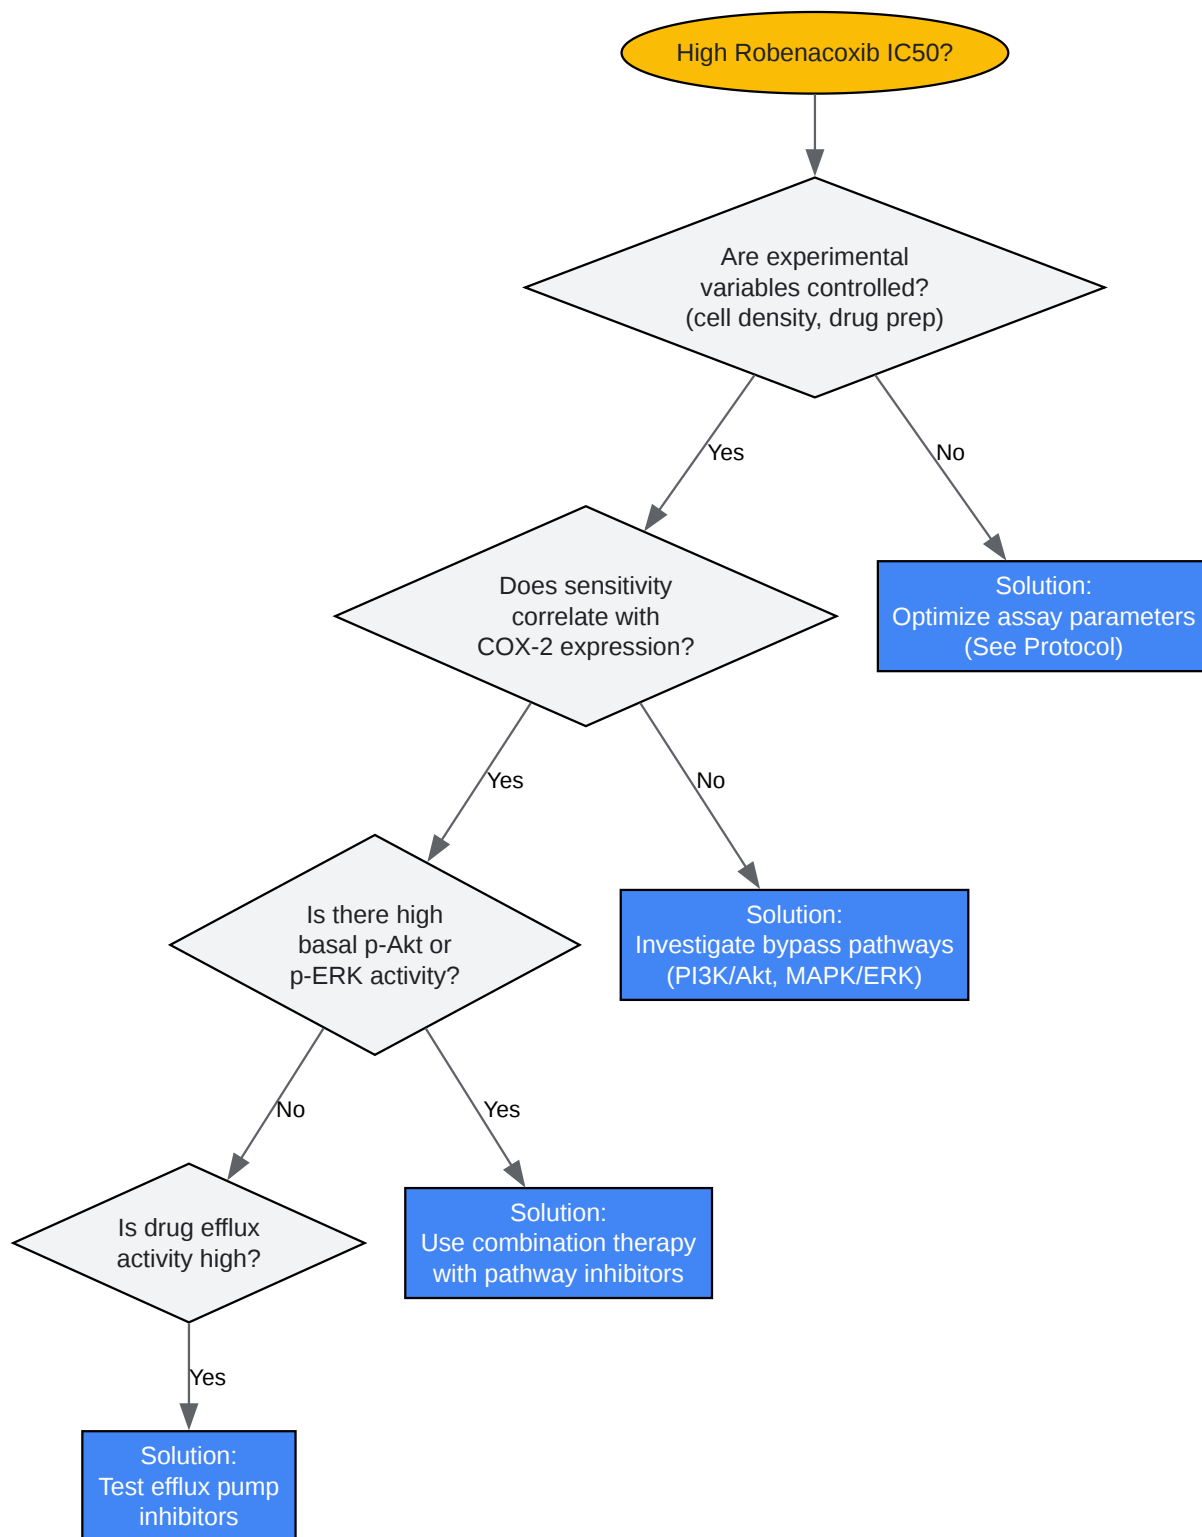 High Robenacoxib IC50?
Are experimental
variables controlled?
(cell density, drug prep)
Yes
No
Does sensitivity
correlate with
COX-2 expression?
Solution:
Optimize assay parameters
(See Protocol)
Yes
No
Is there high
basal p-Akt or
p-ERK activity?
Solution:
Investigate bypass pathways
(PI3K/Akt, MAPK/ERK)
No
Yes
Is drug efflux
activity high?
Solution:
Use combination therapy
with pathway inhibitors
Yes
Solution:
Test efflux pump
inhibitors